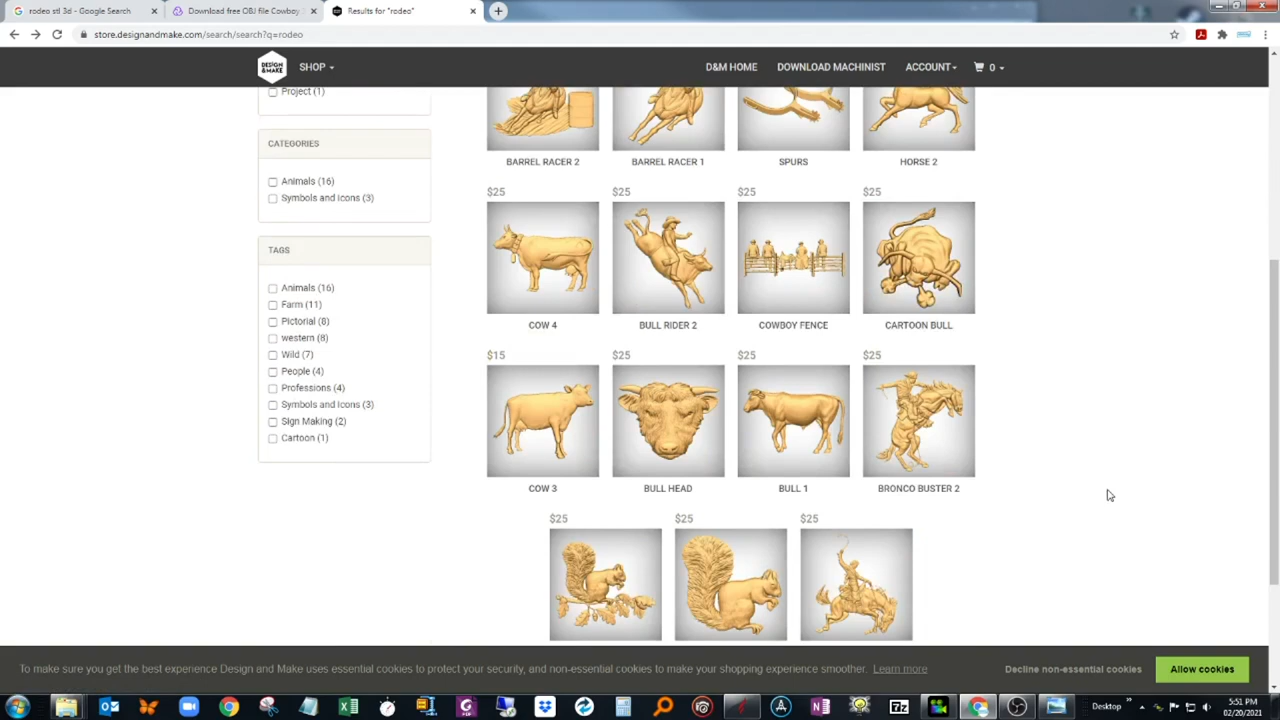 rodeo stl 3d - Google Search
Download free OBJ file Cowboy
Results for "rodeo"
store.designandmake.com/search/search?q=rodeo
DESIGN &MAKE
SHOP
D&M HOME
DOWNLOAD MACHINIST
ACCOUNT
0
Project (1)
CATEGORIES
Animals (16)
Symbols and Icons (3)
TAGS
Animals (16)
Farm (11)
Pictorial (8)
western (8)
Wild (7)
People (4)
Professions (4)
Symbols and Icons (3)
Sign Making (2)
Cartoon (1)
BARREL RACER 2
BARREL RACER 1
SPURS
HORSE 2
$25
$25
$25
$25
COW 4
BULL RIDER 2
COWBOY FENCE
CARTOON BULL
$15
$25
$25
$25
COW 3
BULL HEAD
BULL 1
BRONCO BUSTER 2
$25
$25
$25
To make sure you get the best experience Design and Make uses essential cookies to protect your security, and non-essential cookies to make your shopping experience smoother. Learn more
Decline non-essential cookies
Allow cookies
Desktop
5:51 PM
02/20/2021